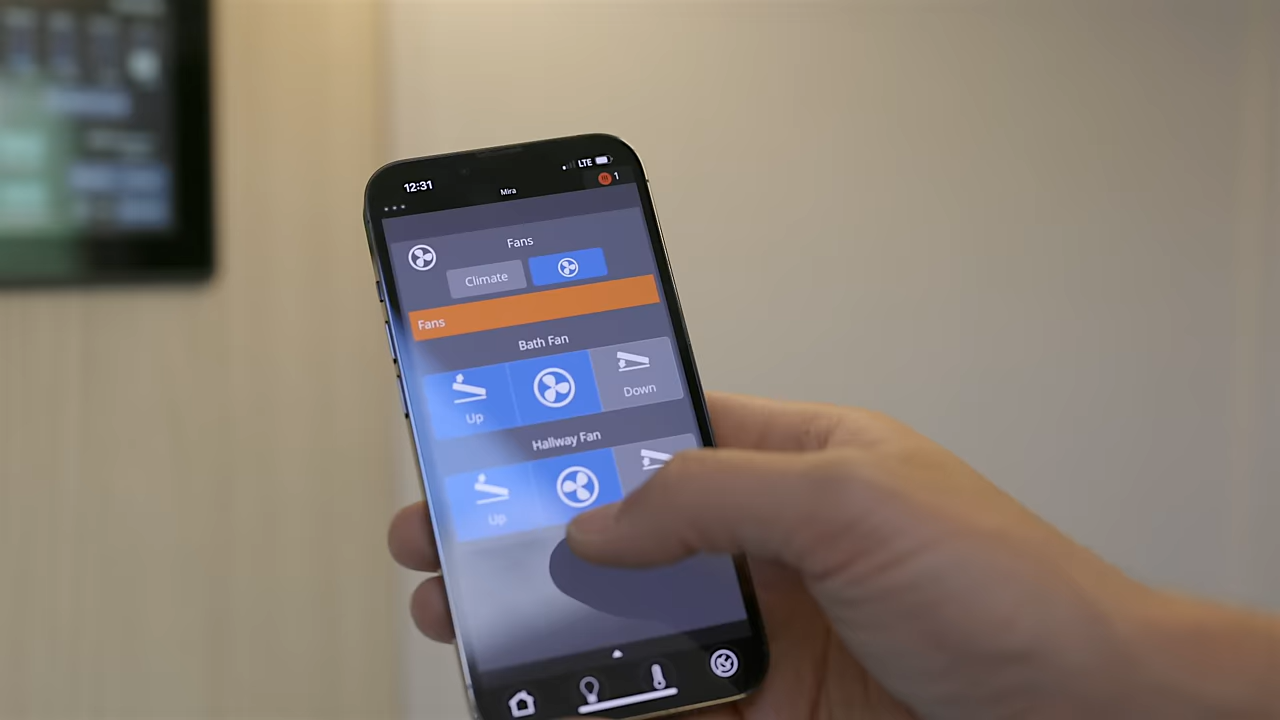 12:31
LTE
Mira
1
Fans
Climate
Fans
Bath Fan
Up
Down
Hallway Fan
Up